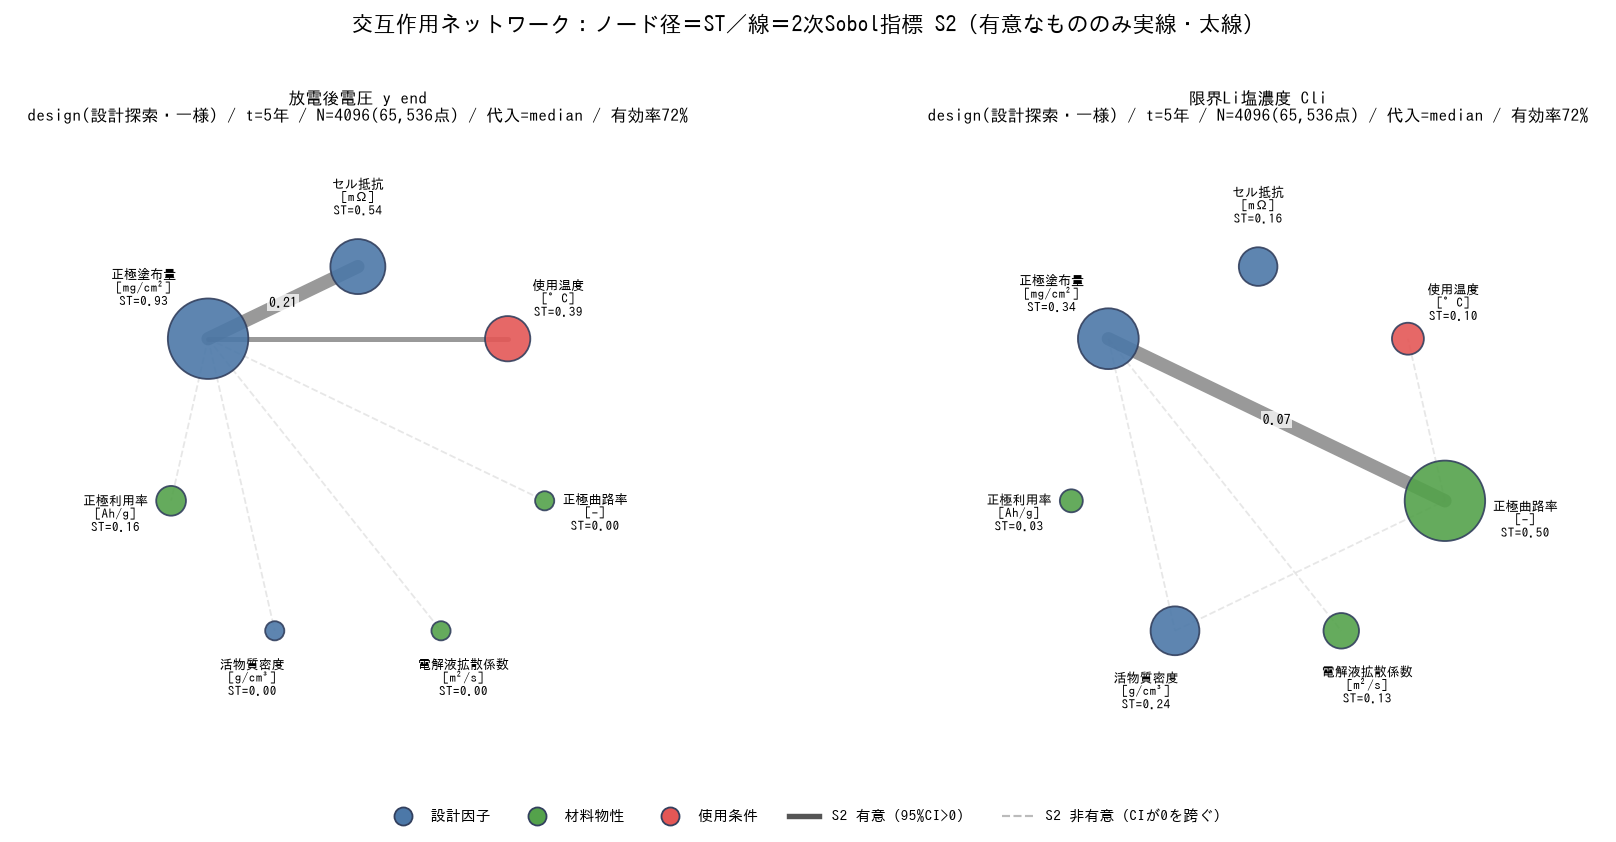 交互作用ネットワーク：ノード径＝ST／線＝2次Sobol指標 S2（有意なもののみ実線・太線）
放電後電圧 y end
design(設計探索・一様) / t=5年 / N=4096(65,536点) / 代入=median / 有効率72%
セル抵抗
[mΩ]
ST=0.54
正極塗布量
[mg/cm²]
ST=0.93
0.21
使用温度
[°C]
ST=0.39
正極利用率
[Ah/g]
ST=0.16
正極曲路率
[-]
ST=0.00
活物質密度
[g/cm³]
ST=0.00
電解液拡散係数
[m²/s]
ST=0.00
限界Li塩濃度 Cli
design(設計探索・一様) / t=5年 / N=4096(65,536点) / 代入=median / 有効率72%
セル抵抗
[mΩ]
ST=0.16
正極塗布量
[mg/cm²]
ST=0.34
使用温度
[°C]
ST=0.10
0.07
正極利用率
[Ah/g]
ST=0.03
正極曲路率
[-]
ST=0.50
活物質密度
[g/cm³]
ST=0.24
電解液拡散係数
[m²/s]
ST=0.13
設計因子
材料物性
使用条件
S2 有意（95%CI>0）
S2 非有意（CIが0を跨ぐ）